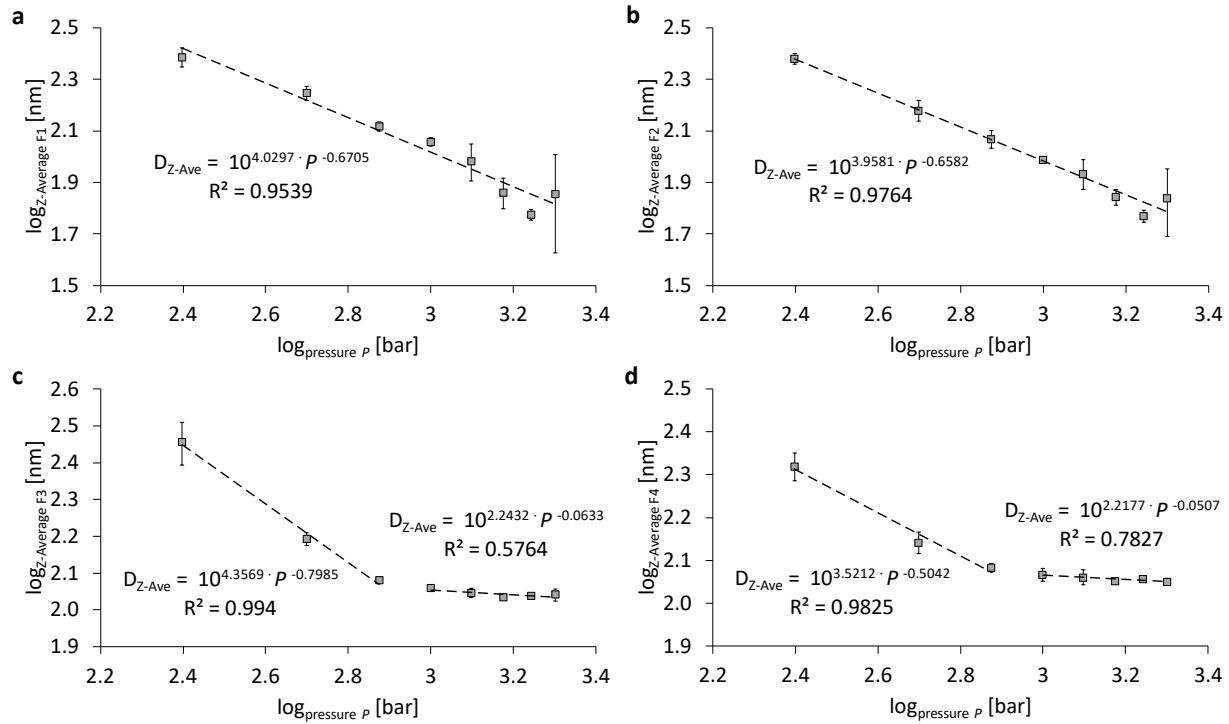 a
log Z-Average F1 [nm]
2.5
2.3
2.1
1.9
1.7
1.5
D Z-Ave = 10^4.0297 · P^-0.6705
R² = 0.9539
2.2 2.4 2.6 2.8 3 3.2 3.4
log pressure P [bar]
b
log Z-Average F2 [nm]
2.5
2.3
2.1
1.9
1.7
1.5
D Z-Ave = 10^3.9581 · P^-0.6582
R² = 0.9764
2.2 2.4 2.6 2.8 3 3.2 3.4
log pressure P [bar]
c
log Z-Average F3 [nm]
2.6
2.5
2.4
2.3
2.2
2.1
2.0
1.9
D Z-Ave = 10^2.2432 · P^-0.0633
R² = 0.5764
D Z-Ave = 10^4.3569 · P^-0.7985
R² = 0.994
2.2 2.4 2.6 2.8 3 3.2 3.4
log pressure P [bar]
d
log Z-Average F4 [nm]
2.5
2.4
2.3
2.2
2.1
2.0
1.9
D Z-Ave = 10^2.2177 · P^-0.0507
R² = 0.7827
D Z-Ave = 10^3.5212 · P^-0.5042
R² = 0.9825
2.2 2.4 2.6 2.8 3 3.2 3.4
log pressure P [bar]